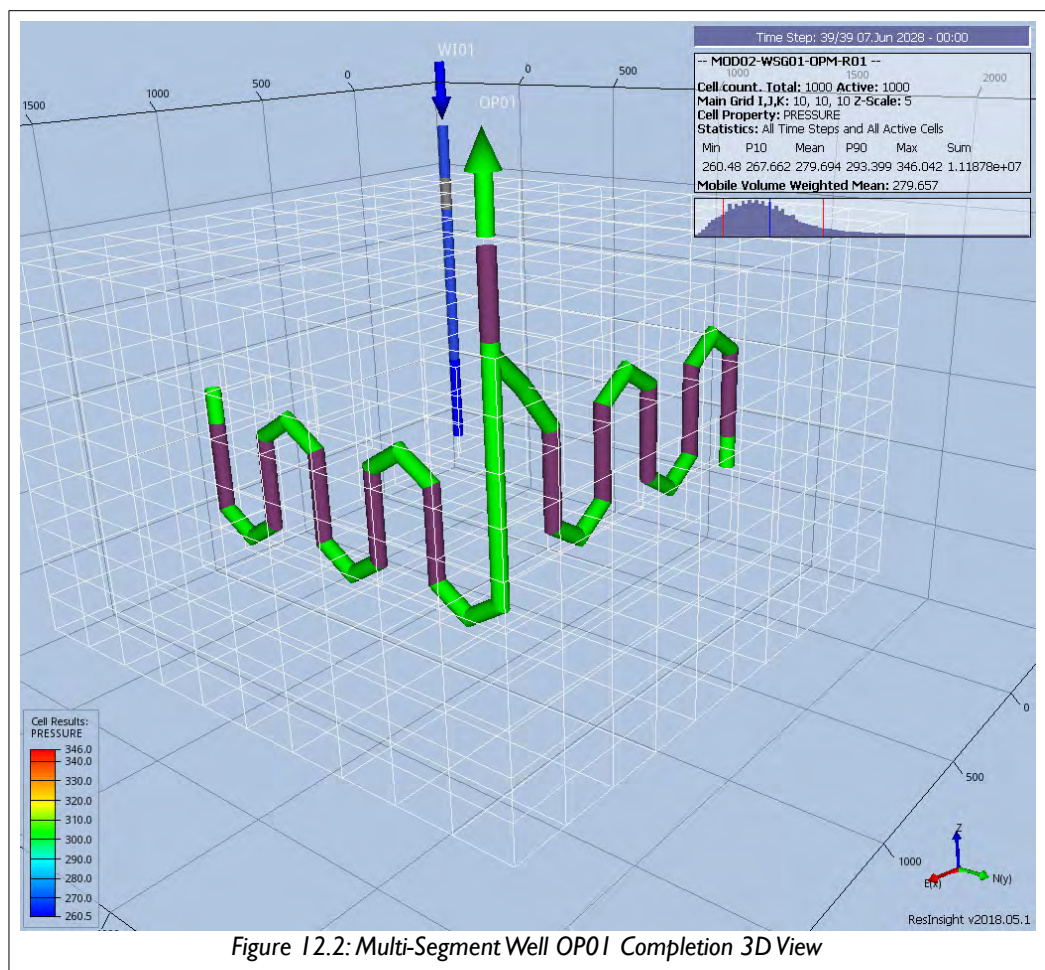 Time Step: 39/39 07.Jun 2028 - 00:00
-- MOD02-WSG01-OPM-R01 --
Cell count. Total: 1000 Active: 1000
Main Grid I,J,K: 10, 10, 10 Z-Scale: 5
Cell Property: PRESSURE
Statistics: All Time Steps and All Active Cells
Min P10 Mean P90 Max Sum
260.48 267.662 279.694 293.399 346.042 1.11878e+07
Mobile Volume Weighted Mean: 279.657
WI01
OP01
1500 1000 500 0 0 500 1000 1500 2000
0
500
1000
Cell Results:
PRESSURE
346.0
340.0
330.0
320.0
310.0
300.0
290.0
280.0
270.0
260.5
Z
E(x) N(y)
ResInsight v2018.05.1
Figure 12.2: Multi-Segment Well OP01 Completion 3D View